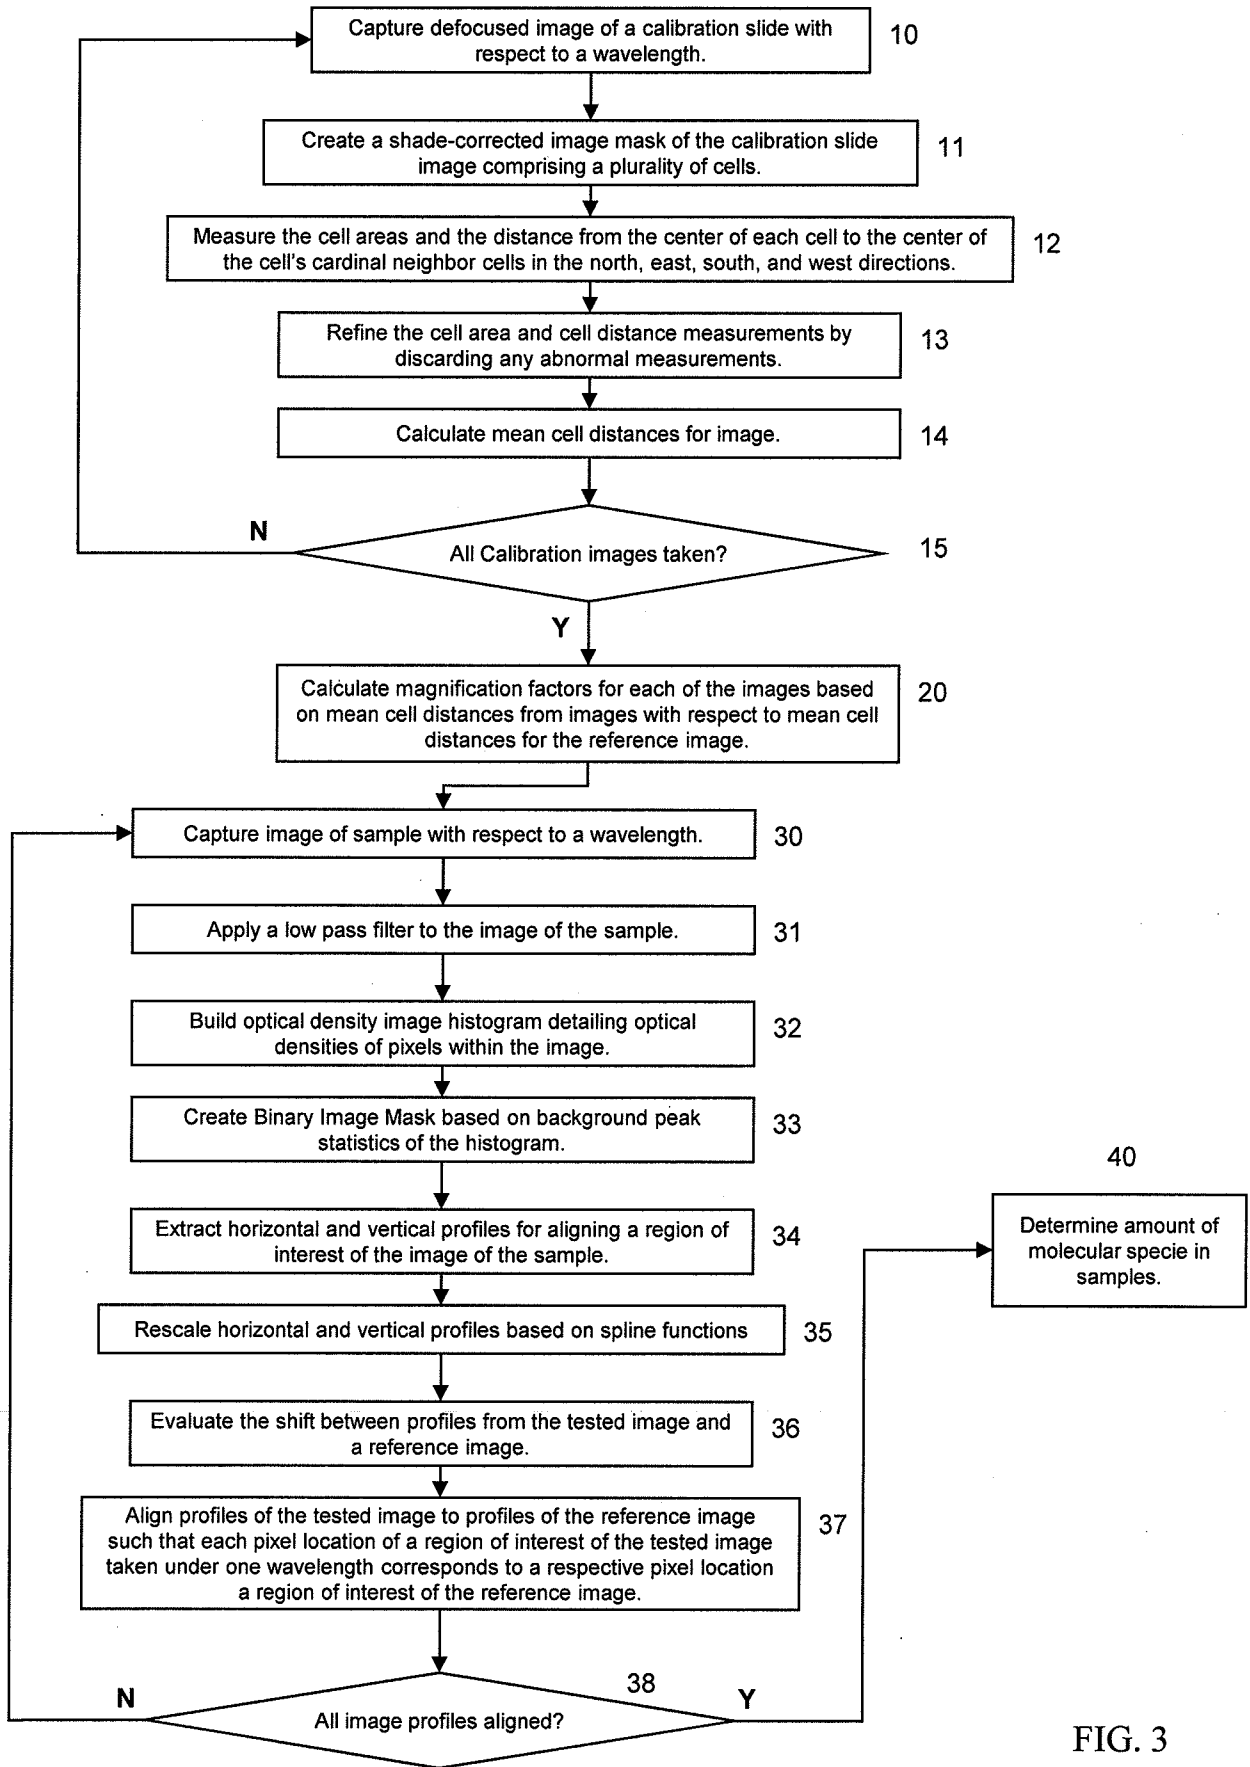 Capture defocused image of a calibration slide with
respect to a wavelength.
10
Create a shade-corrected image mask of the calibration slide
image comprising a plurality of cells.
11
Measure the cell areas and the distance from the center of each cell to the center of
the cell's cardinal neighbor cells in the north, east, south, and west directions.
12
Refine the cell area and cell distance measurements by
discarding any abnormal measurements.
13
Calculate mean cell distances for image.
14
N
All Calibration images taken?
15
Y
Calculate magnification factors for each of the images based
on mean cell distances from images with respect to mean cell
distances for the reference image.
20
Capture image of sample with respect to a wavelength.
30
Apply a low pass filter to the image of the sample.
31
Build optical density image histogram detailing optical
densities of pixels within the image.
32
Create Binary Image Mask based on background peak
statistics of the histogram.
33
Extract horizontal and vertical profiles for aligning a region of
interest of the image of the sample.
34
Rescale horizontal and vertical profiles based on spline functions
35
Evaluate the shift between profiles from the tested image and
a reference image.
36
Align profiles of the tested image to profiles of the reference image
such that each pixel location of a region of interest of the tested image
taken under one wavelength corresponds to a respective pixel location
a region of interest of the reference image.
37
N
38
All image profiles aligned?
Y
40
Determine amount of
molecular specie in
samples.
FIG. 3